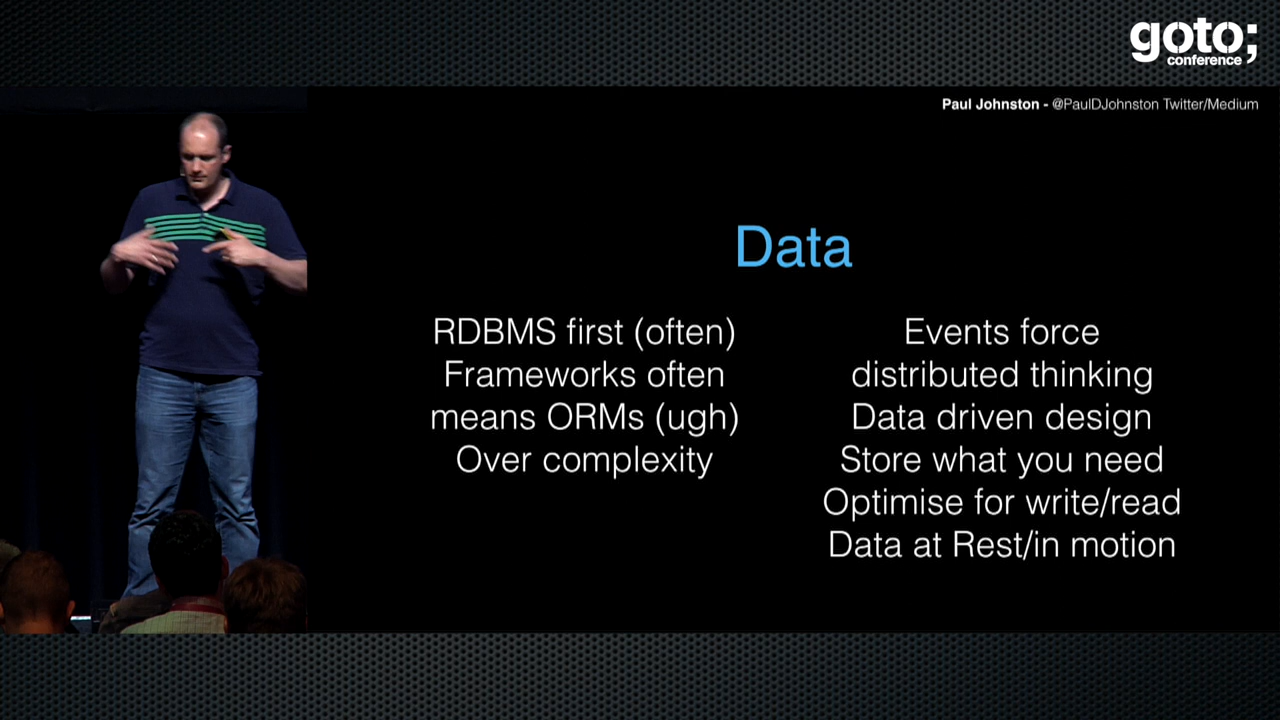 goto;
conference
Paul Johnston - @PaulDJohnston Twitter/Medium
Data
RDBMS first (often)
Frameworks often
means ORMs (ugh)
Over complexity
Events force
distributed thinking
Data driven design
Store what you need
Optimise for write/read
Data at Rest/in motion